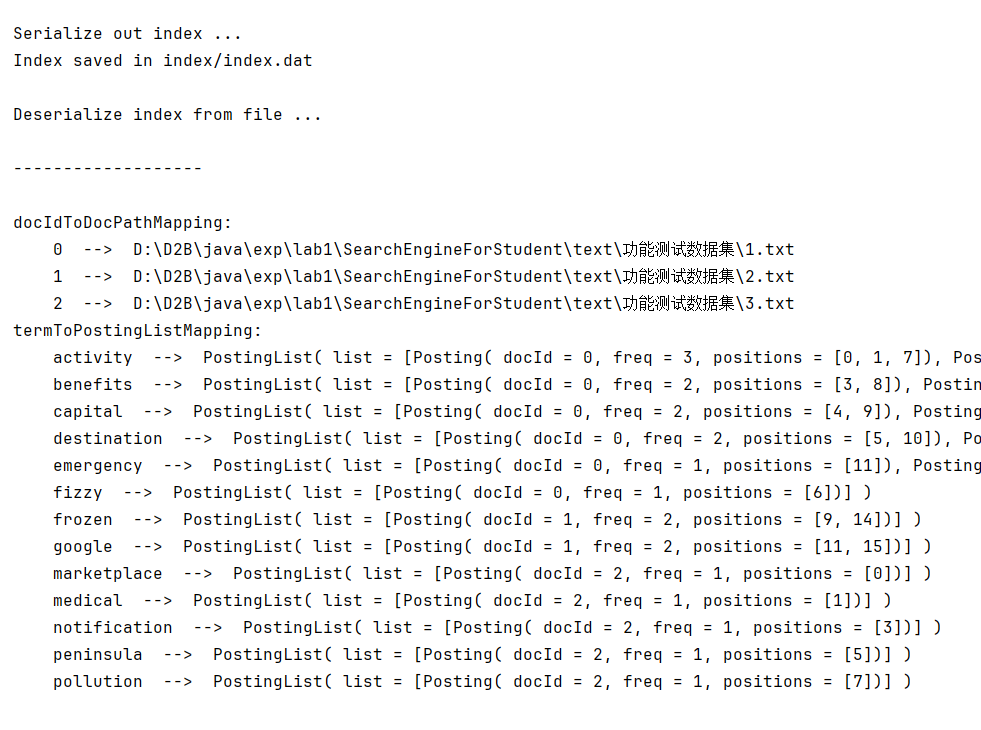 Serialize out index ...
Index saved in index/index.dat
Deserialize index from file ...
-------------------
docIdToDocPathMapping:
0 --> D:\D2B\java\exp\lab1\SearchEngineForStudent\text\功能测试数据集\1.txt
1 --> D:\D2B\java\exp\lab1\SearchEngineForStudent\text\功能测试数据集\2.txt
2 --> D:\D2B\java\exp\lab1\SearchEngineForStudent\text\功能测试数据集\3.txt
termToPostingListMapping:
activity --> PostingList( list = [Posting( docId = 0, freq = 3, positions = [0, 1, 7]), Pos
benefits --> PostingList( list = [Posting( docId = 0, freq = 2, positions = [3, 8]), Postin
capital --> PostingList( list = [Posting( docId = 0, freq = 2, positions = [4, 9]), Posting
destination --> PostingList( list = [Posting( docId = 0, freq = 2, positions = [5, 10]), Po
emergency --> PostingList( list = [Posting( docId = 0, freq = 1, positions = [11]), Posting
fizzy --> PostingList( list = [Posting( docId = 0, freq = 1, positions = [6])] )
frozen --> PostingList( list = [Posting( docId = 1, freq = 2, positions = [9, 14])] )
google --> PostingList( list = [Posting( docId = 1, freq = 2, positions = [11, 15])] )
marketplace --> PostingList( list = [Posting( docId = 2, freq = 1, positions = [0])] )
medical --> PostingList( list = [Posting( docId = 2, freq = 1, positions = [1])] )
notification --> PostingList( list = [Posting( docId = 2, freq = 1, positions = [3])] )
peninsula --> PostingList( list = [Posting( docId = 2, freq = 1, positions = [5])] )
pollution --> PostingList( list = [Posting( docId = 2, freq = 1, positions = [7])] )